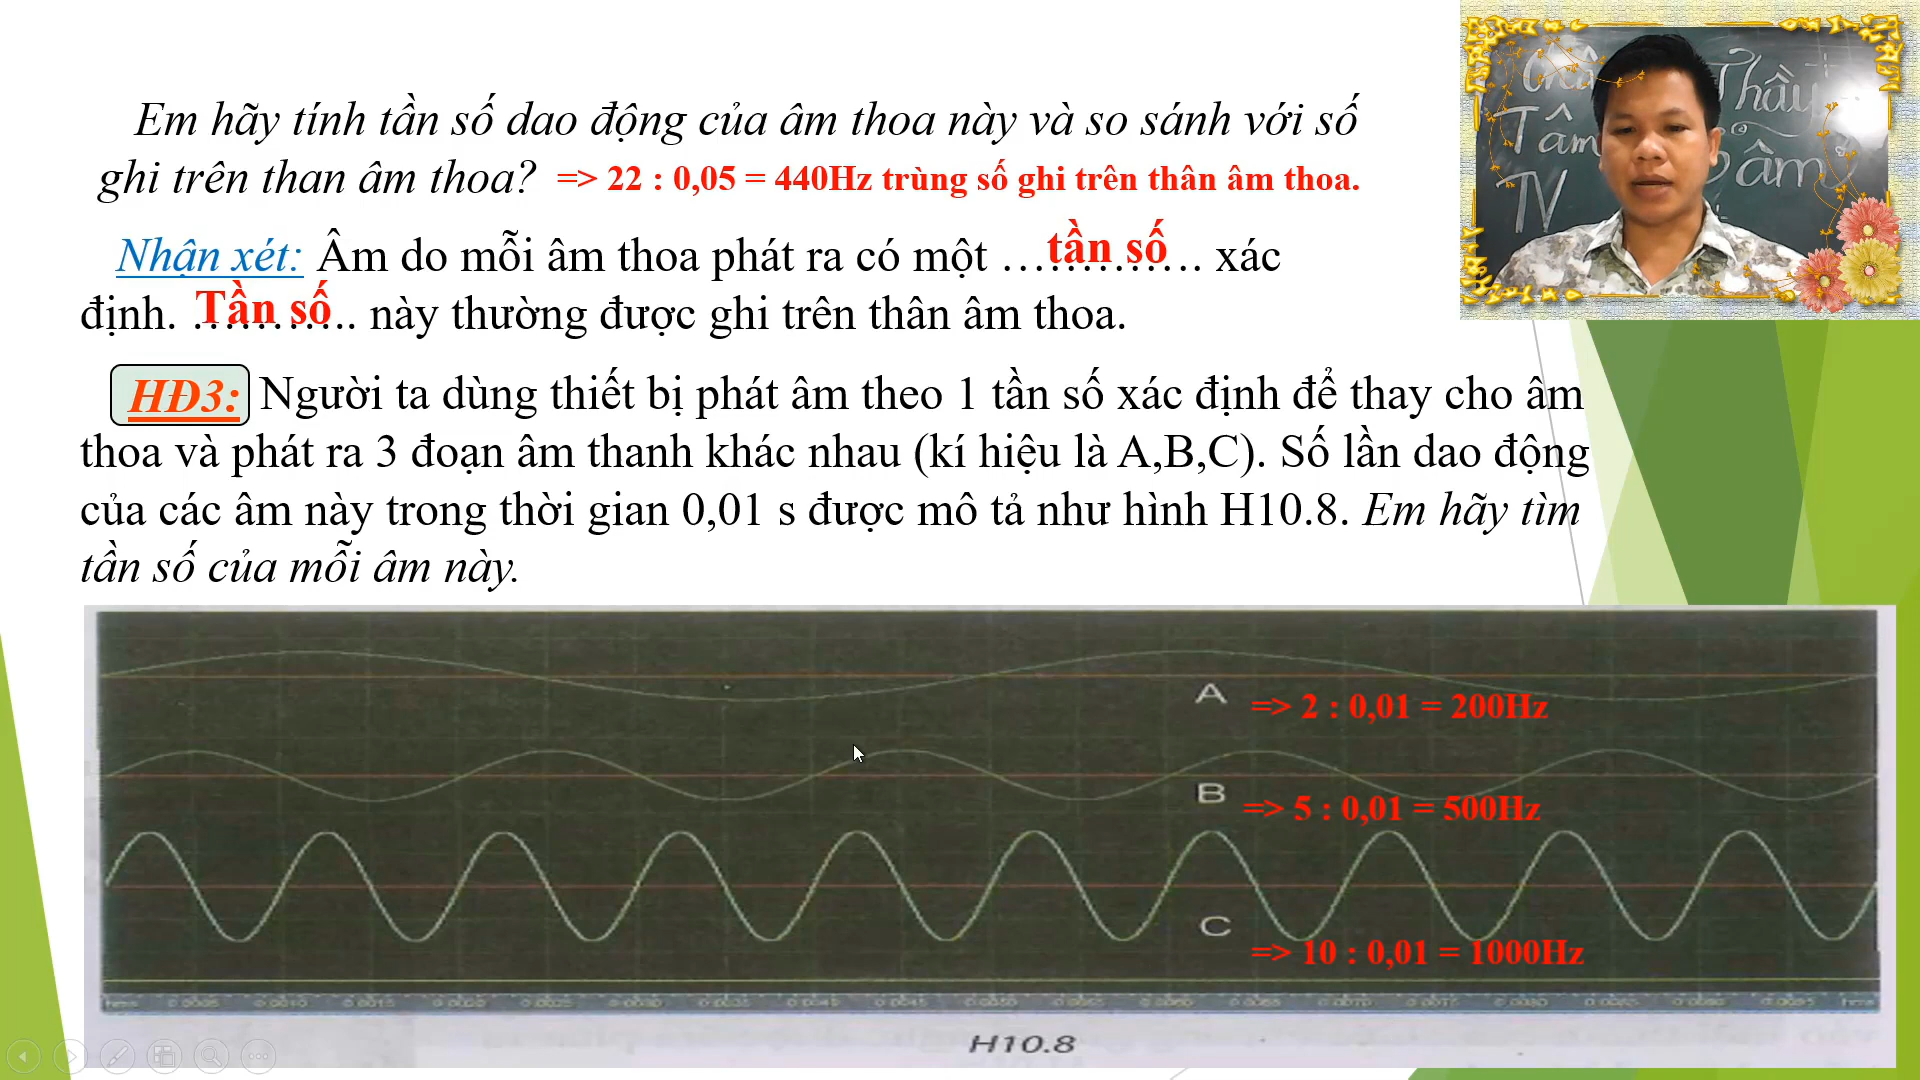 Em hãy tính tần số dao động của âm thoa này và so sánh với số
ghi trên than âm thoa? => 22 : 0,05 = 440Hz trùng số ghi trên thân âm thoa.
Nhận xét: Âm do mỗi âm thoa phát ra có một ............. tần số xác
định. ........... Tần số này thường được ghi trên thân âm thoa.
HĐ3: Người ta dùng thiết bị phát âm theo 1 tần số xác định để thay cho âm
thoa và phát ra 3 đoạn âm thanh khác nhau (kí hiệu là A,B,C). Số lần dao động
của các âm này trong thời gian 0,01 s được mô tả như hình H10.8. Em hãy tìm
tần số của mỗi âm này.
A => 2 : 0,01 = 200Hz
B => 5 : 0,01 = 500Hz
C => 10 : 0,01 = 1000Hz
H10.8
Thầu
Tâm
TV